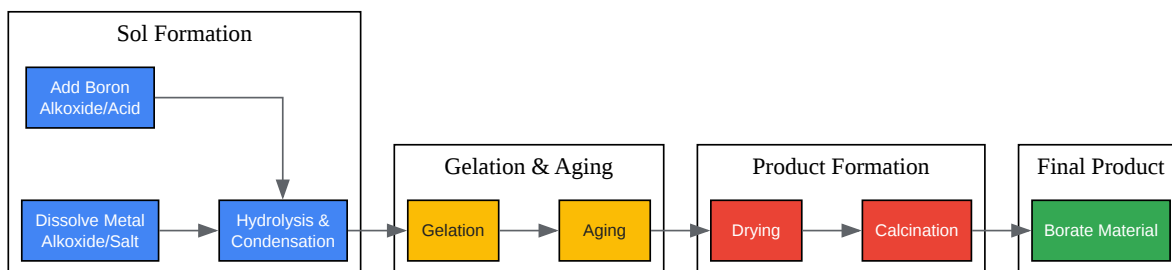 Sol Formation
Add Boron
Alkoxide/Acid
Dissolve Metal
Alkoxide/Salt
Hydrolysis &
Condensation
Gelation & Aging
Gelation
Aging
Product Formation
Drying
Calcination
Final Product
Borate Material